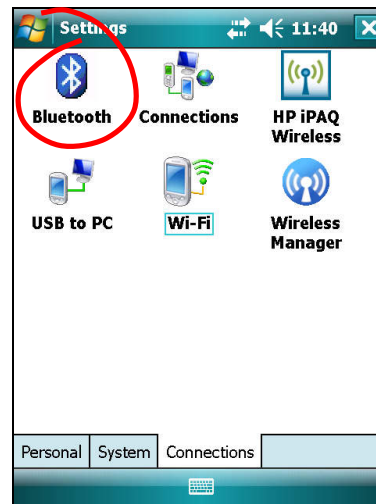 Settings 11:40
Bluetooth Connections HP iPAQ
Wireless
USB to PC Wi-Fi Wireless
Manager
Personal System Connections